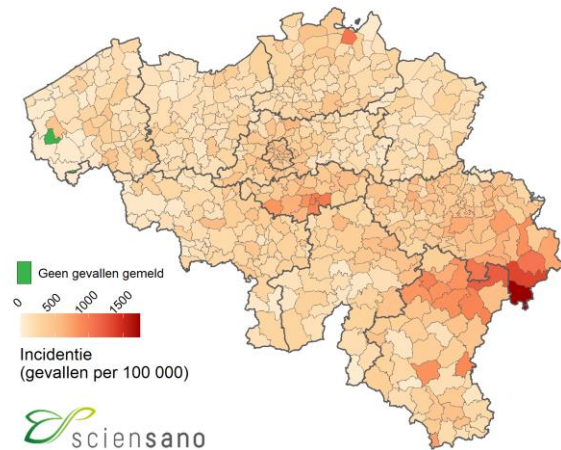 Geen gevallen gemeld
0 500 1000 1500
Incidentie
(gevallen per 100 000)
sciensano